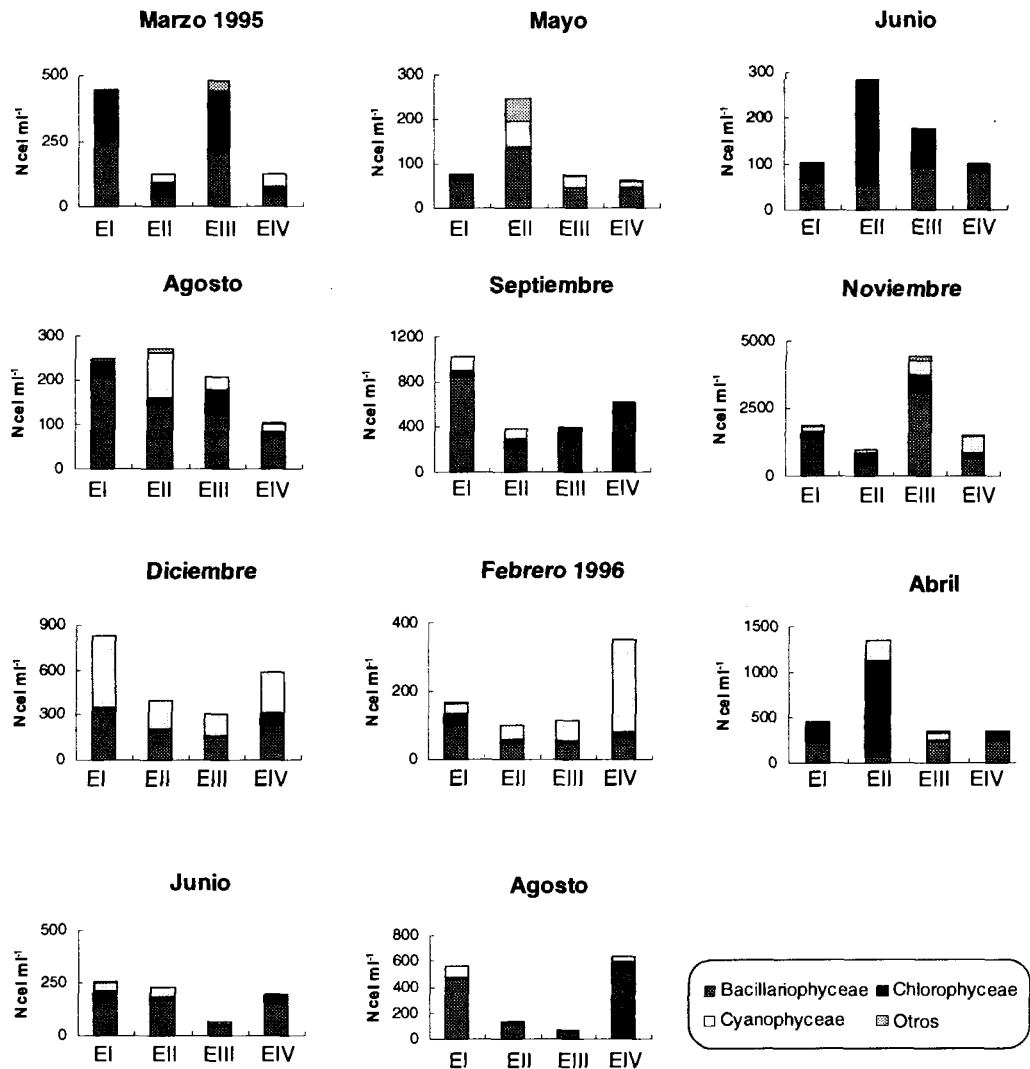 Marzo 1995
Mayo
Junio
N cel ml⁻¹
500
250
0
EI EII EIII EIV
N cel ml⁻¹
300
200
100
0
EI EII EIII EIV
N cel ml⁻¹
300
200
100
0
EI EII EIII EIV
Agosto
Septiembre
Noviembre
N cel ml⁻¹
300
200
100
0
EI EII EIII EIV
N cel ml⁻¹
1200
800
400
0
EI EII EIII EIV
N cel ml⁻¹
5000
2500
0
EI EII EIII EIV
Diciembre
Febrero 1996
Abril
N cel ml⁻¹
900
600
300
0
EI EII EIII EIV
N cel ml⁻¹
400
200
0
EI EII EIII EIV
N cel ml⁻¹
1500
1000
500
0
EI EII EIII EIV
Junio
Agosto
N cel ml⁻¹
500
250
0
EI EII EIII EIV
N cel ml⁻¹
800
600
400
200
0
EI EII EIII EIV
Bacillariophyceae Chlorophyceae
Cyanophyceae Otros